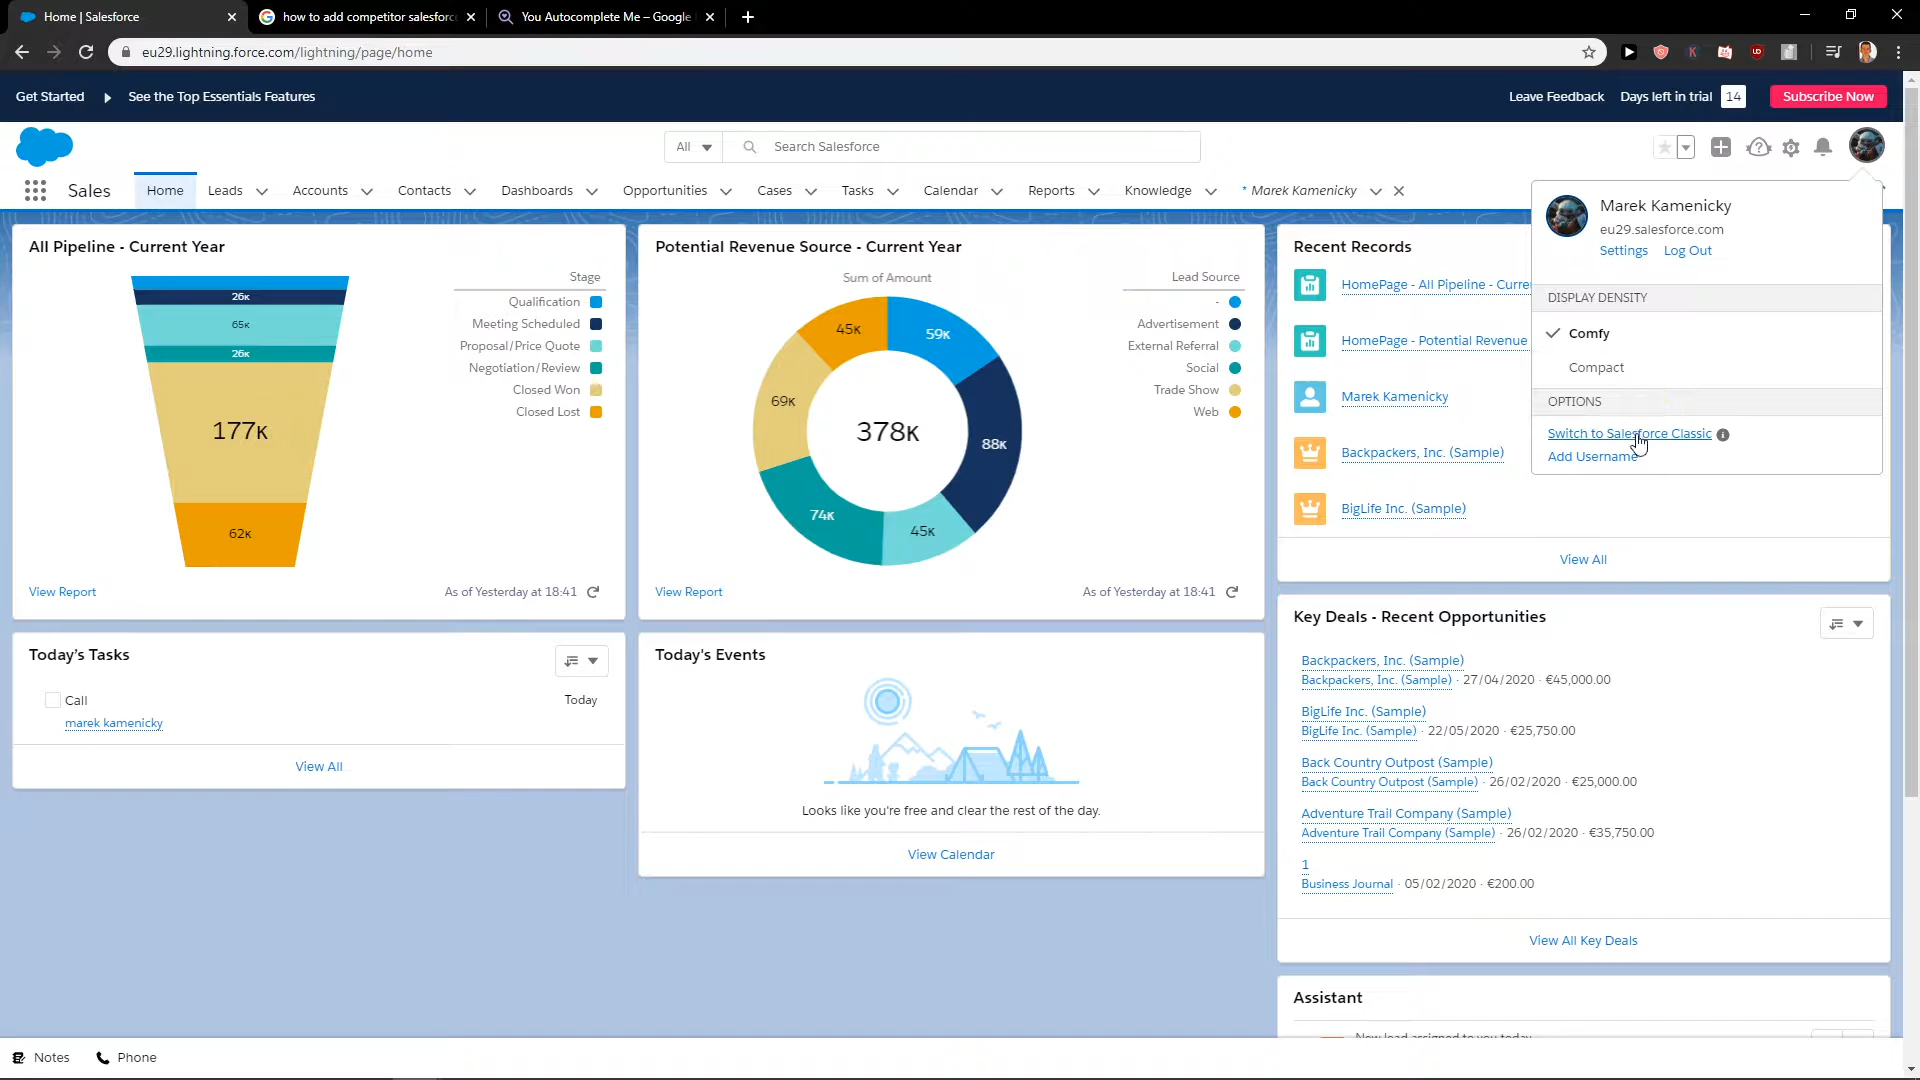 Home | Salesforce
how to add competitor salesforc
You Autocomplete Me – Google
eu29.lightning.force.com/lightning/page/home
Get Started
See the Top Essentials Features
Leave Feedback
Days left in trial
14
Subscribe Now
All
Search Salesforce
Sales
Home
Leads
Accounts
Contacts
Dashboards
Opportunities
Cases
Tasks
Calendar
Reports
Knowledge
* Marek Kamenicky
All Pipeline - Current Year
Stage
Qualification
Meeting Scheduled
Proposal/Price Quote
Negotiation/Review
Closed Won
Closed Lost
26K
65K
26K
177K
62K
View Report
As of Yesterday at 18:41
Potential Revenue Source - Current Year
Sum of Amount
Lead Source
-
Advertisement
External Referral
Social
Trade Show
Web
45K
59K
69K
378K
88K
74K
45K
View Report
As of Yesterday at 18:41
Recent Records
HomePage - All Pipeline - Curre
HomePage - Potential Revenue
Marek Kamenicky
Backpackers, Inc. (Sample)
BigLife Inc. (Sample)
View All
Marek Kamenicky
eu29.salesforce.com
Settings
Log Out
DISPLAY DENSITY
Comfy
Compact
OPTIONS
Switch to Salesforce Classic
Add Username
Today's Tasks
Call
Today
marek kamenicky
View All
Today's Events
Looks like you're free and clear the rest of the day.
View Calendar
Key Deals - Recent Opportunities
Backpackers, Inc. (Sample)
Backpackers, Inc. (Sample) · 27/04/2020 · €45,000.00
BigLife Inc. (Sample)
BigLife Inc. (Sample) · 22/05/2020 · €25,750.00
Back Country Outpost (Sample)
Back Country Outpost (Sample) · 26/02/2020 · €25,000.00
Adventure Trail Company (Sample)
Adventure Trail Company (Sample) · 26/02/2020 · €35,750.00
1
Business Journal · 05/02/2020 · €200.00
View All Key Deals
Assistant
New lead assigned to you today
Notes
Phone